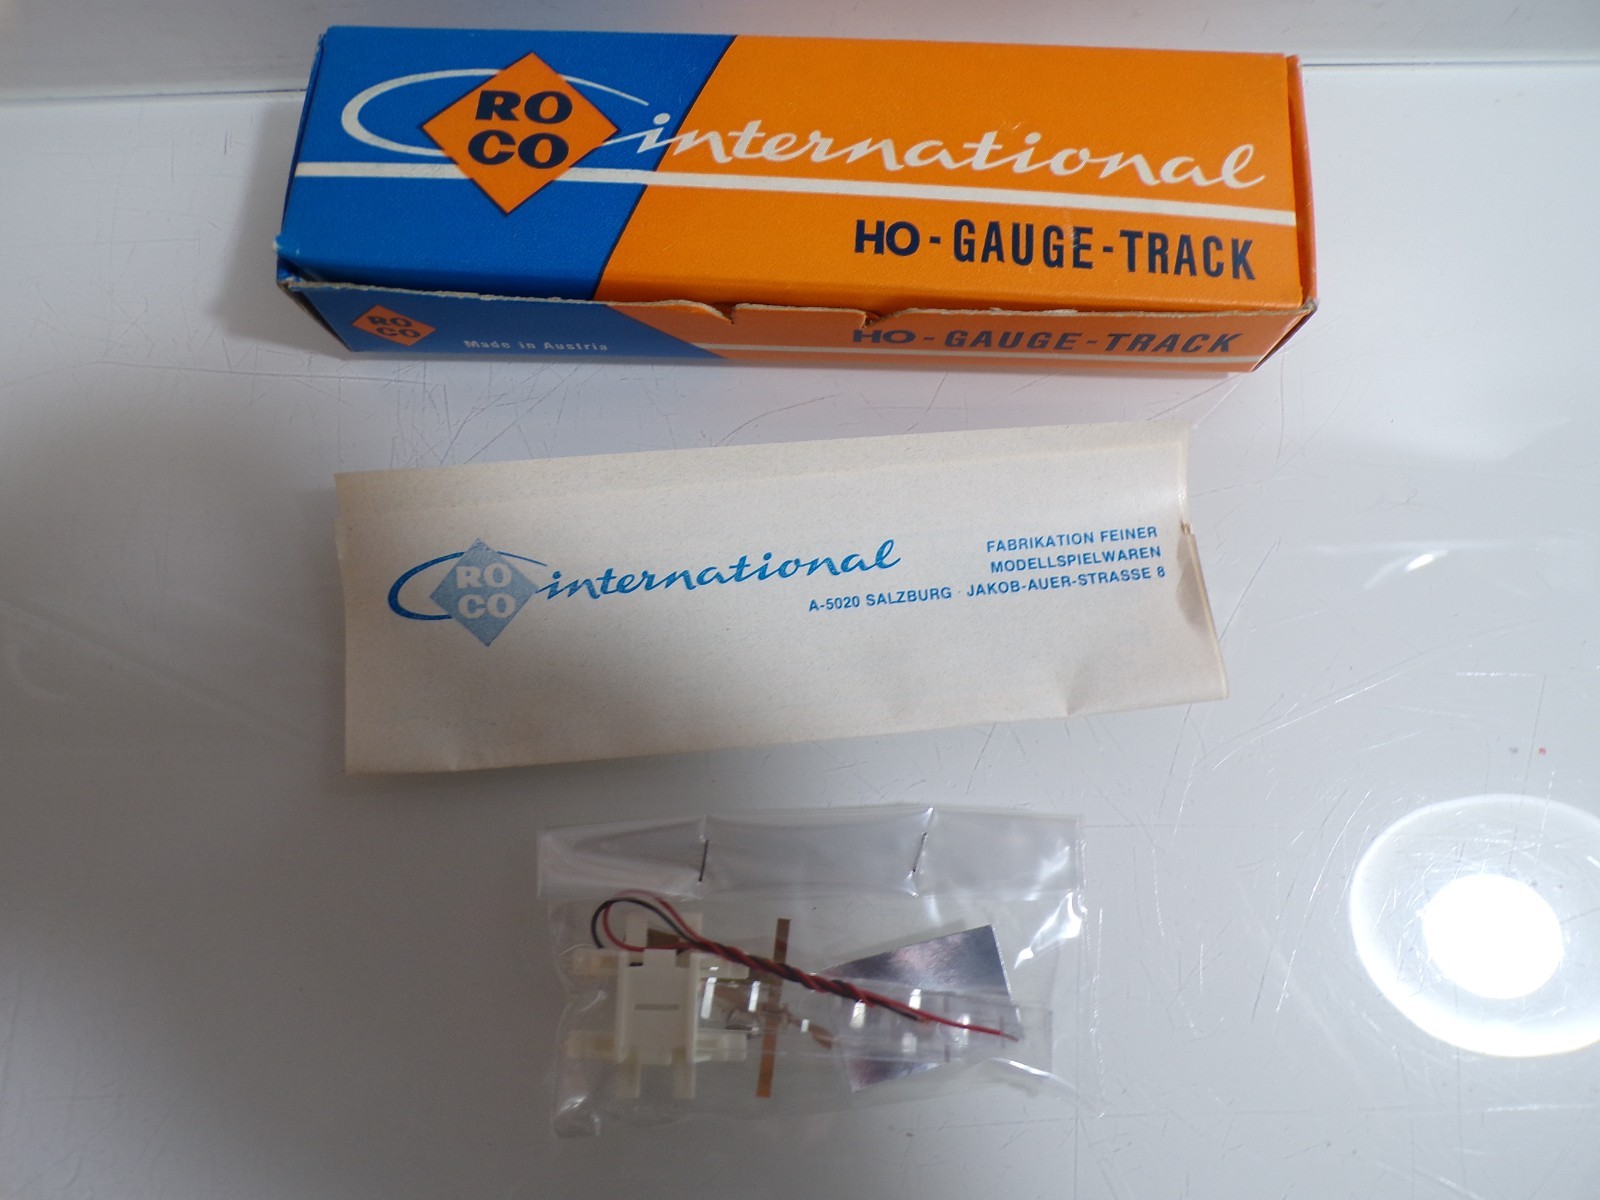 RO
CO
international
HO-GAUGE-TRACK
RO
CO
Made in Austria
HO-GAUGE-TRACK
RO
CO
international
FABRIKATION FEINER
MODELLSPIELWAREN
A-5020 SALZBURG · JAKOB-AUER-STRASSE 8